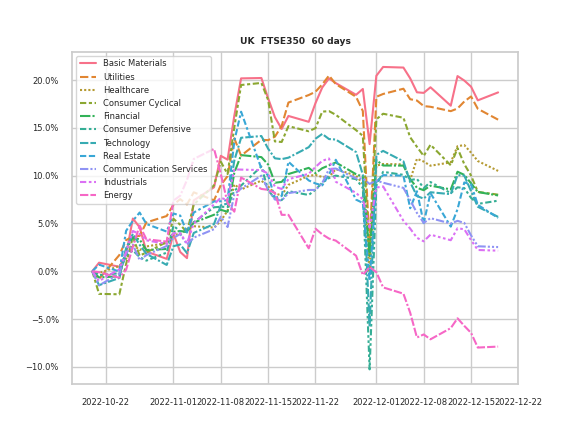 UK FTSE350 60 days
Basic Materials
Utilities
Healthcare
Consumer Cyclical
Financial
Consumer Defensive
Technology
Real Estate
Communication Services
Industrials
Energy
20.0%
15.0%
10.0%
5.0%
0.0%
−5.0%
−10.0%
2022-10-22 2022-11-01 2022-11-08 2022-11-15 2022-11-22 2022-12-01 2022-12-08 2022-12-15 2022-12-22